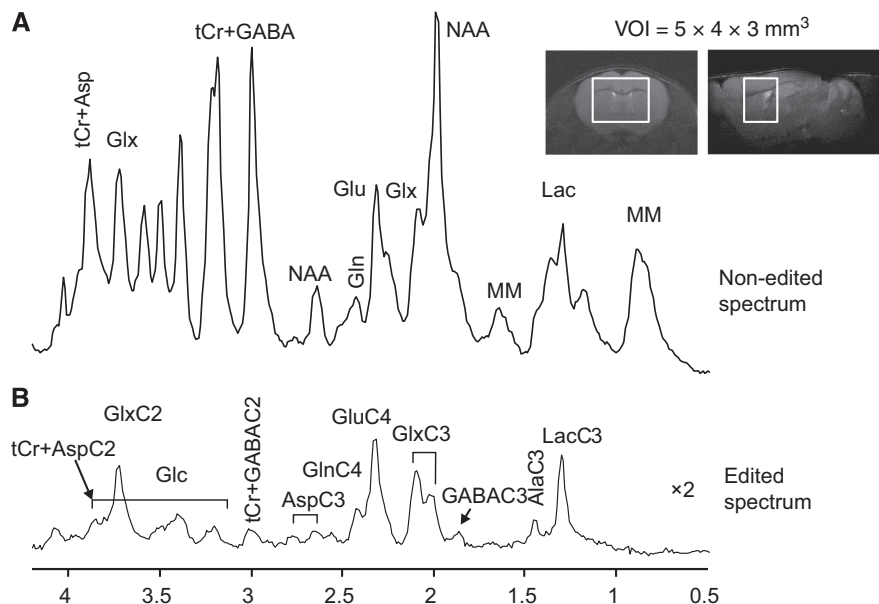 A
VOI = 5 × 4 × 3 mm³
tCr+GABA
NAA
tCr+Asp
Glx
Glu
Glx
Lac
MM
NAA
Gln
MM
Non-edited
spectrum
B
GlxC2
tCr+AspC2
Glc
tCr+GABAC2
GluC4
GlxC3
GlnC4
AspC3
GABAC3
AlaC3
LacC3
×2
Edited
spectrum
4 3.5 3 2.5 2 1.5 1 0.5